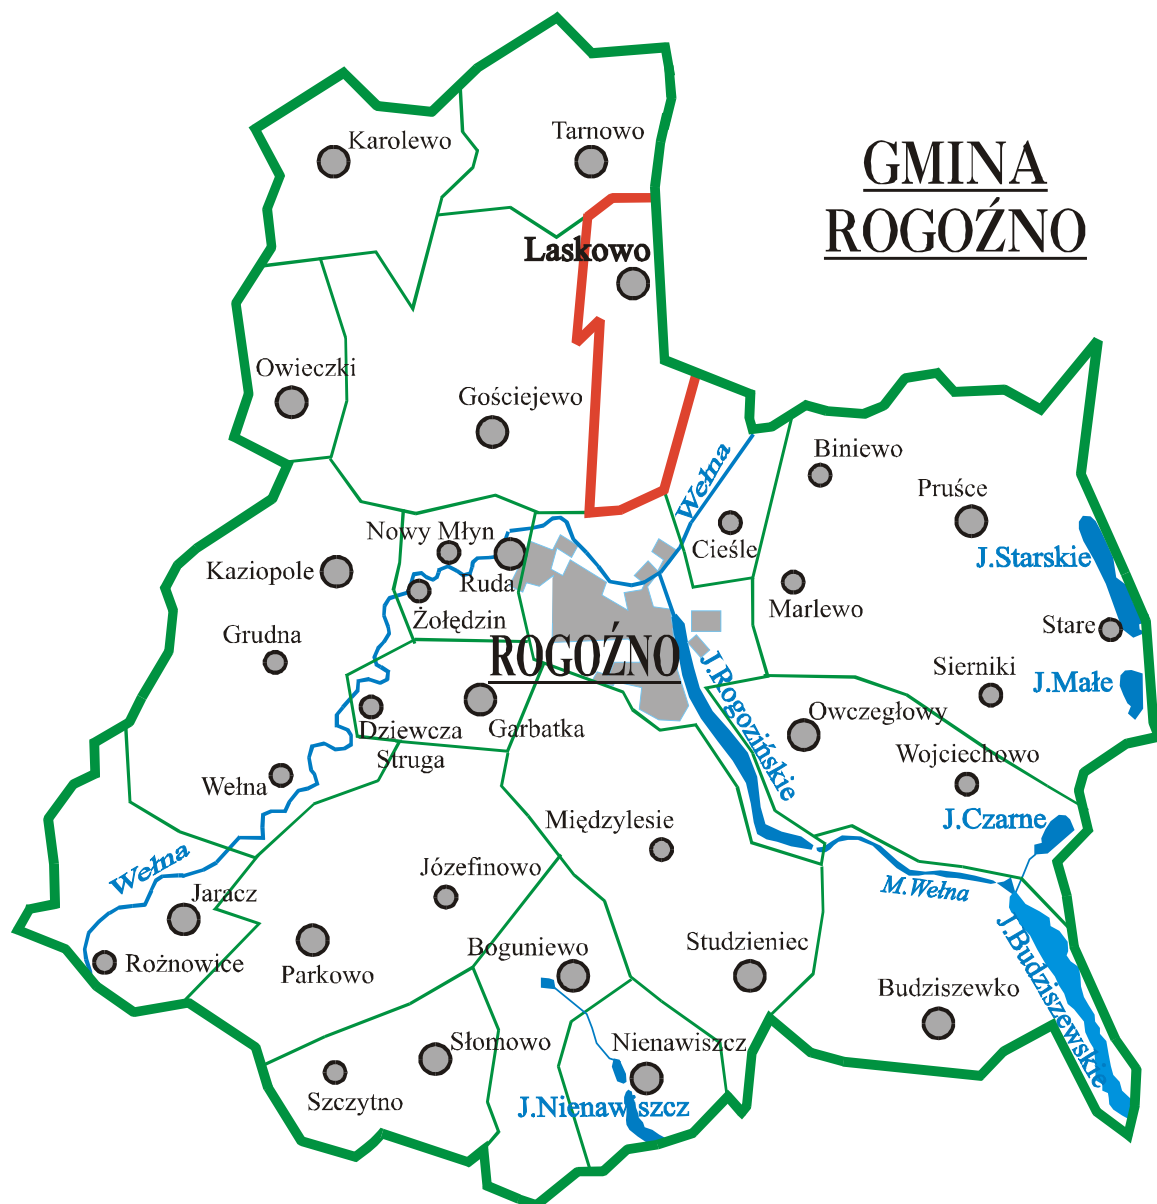 Karolewo
Tarnowo
GMINA
ROGOŹNO
Laskowo
Owieczki
Gościejewo
Wełna
Biniewo
Pruśce
Nowy Młyn
Cieśle
J.Starskie
Kaziopole
Ruda
Marlewo
Żołędzin
Stare
Grudna
ROGOŹNO
J.Rogozińskie
Sierniki
J.Małe
Dziewcza
Struga
Garbatka
Owczegłowy
Wojciechowo
Wełna
Międzylesie
J.Czarne
Wełna
Józefinowo
M.Wełna
Jaracz
Rożnowice
Parkowo
Boguniewo
Studzieniec
J.Budziszewskie
Budziszewko
Słomowo
Nienawiszcz
Szczytno
J.Nienawiszcz